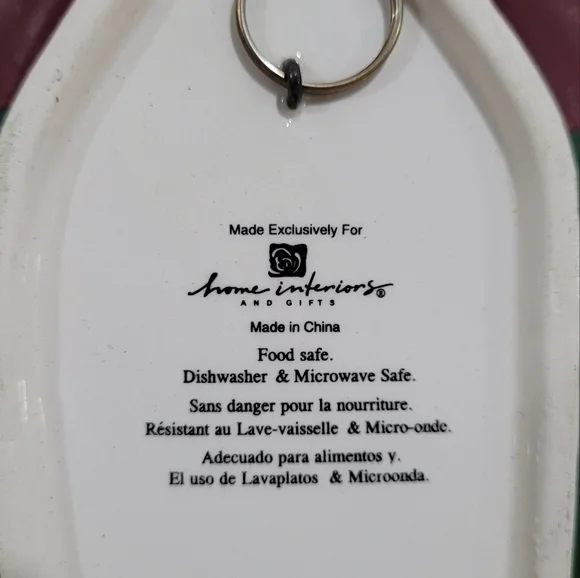 Made Exclusively For
home interiors®
AND GIFTS
Made in China
Food safe.
Dishwasher & Microwave Safe.
Sans danger pour la nourriture.
Résistant au Lave-vaisselle & Micro-onde.
Adecuado para alimentos y.
El uso de Lavaplatos & Microonda.